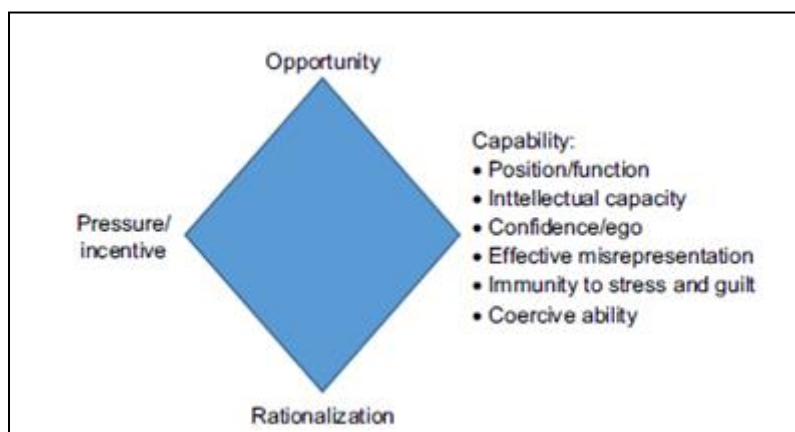 Opportunity
Pressure/
incentive
Capability:
• Position/function
• Inttellectual capacity
• Confidence/ego
• Effective misrepresentation
• Immunity to stress and guilt
• Coercive ability
Rationalization